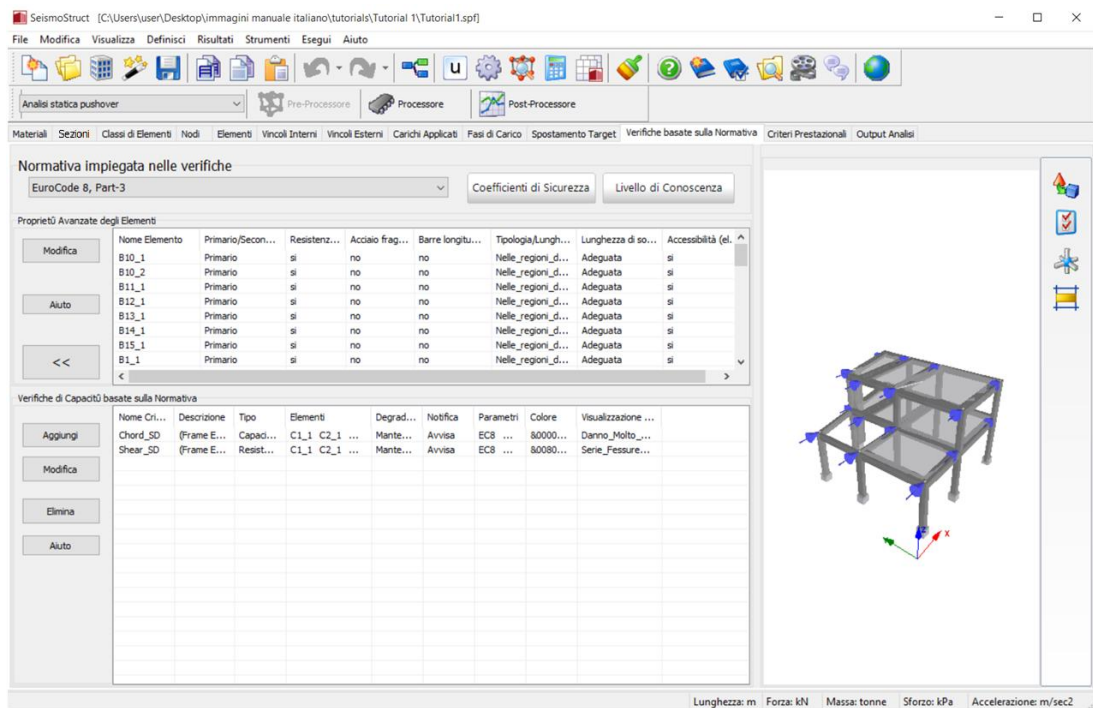 SeismoStruct [C:\Users\user\Desktop\immagini manuale italiano\tutorials\Tutorial 1\Tutorial1.spf]
File Modifica Visualizza Definisci Risultati Strumenti Esegui Aiuto
u
Analisi statica pushover Pre-Processore Processore Post-Processore
Materiali Sezioni Classi di Elementi Nodi Elementi Vincoli Interni Vincoli Esterni Carichi Applicati Fasi di Carico Spostamento Target Verifiche basate sulla Normativa Criteri Prestazionali Output Analisi
Normativa impiegata nelle verifiche
EuroCode 8, Part-3 Coefficienti di Sicurezza Livello di Conoscenza
Proprietû Avanzate degli Elementi
Modifica
Aiuto
<<
Nome Elemento Primario/Secon... Resistenz... Acciaio frag... Barre longitu... Tipologia/Lungh... Lunghezza di so... Accessibilità (el.
B10_1 Primario si no no Nelle_regioni_d... Adeguata si
B10_2 Primario si no no Nelle_regioni_d... Adeguata si
B11_1 Primario si no no Nelle_regioni_d... Adeguata si
B12_1 Primario si no no Nelle_regioni_d... Adeguata si
B13_1 Primario si no no Nelle_regioni_d... Adeguata si
B14_1 Primario si no no Nelle_regioni_d... Adeguata si
B15_1 Primario si no no Nelle_regioni_d... Adeguata si
B1_1 Primario si no no Nelle_regioni_d... Adeguata si
Verifiche di Capacitû basate sulla Normativa
Aggiungi
Modifica
Elimina
Aiuto
Nome Cri... Descrizione Tipo Elementi Degrad... Notifica Parametri Colore Visualizzazione ...
Chord_SD (Frame E... Capaci... C1_1 C2_1 ... Mante... Avvisa EC8 ... &0000... Danno_Molto_...
Shear_SD (Frame E... Resist... C1_1 C2_1 ... Mante... Avvisa EC8 ... &0080... Serie_Fessure...
z
x
Lunghezza: m Forza: kN Massa: tonne Sforzo: kPa Accelerazione: m/sec2